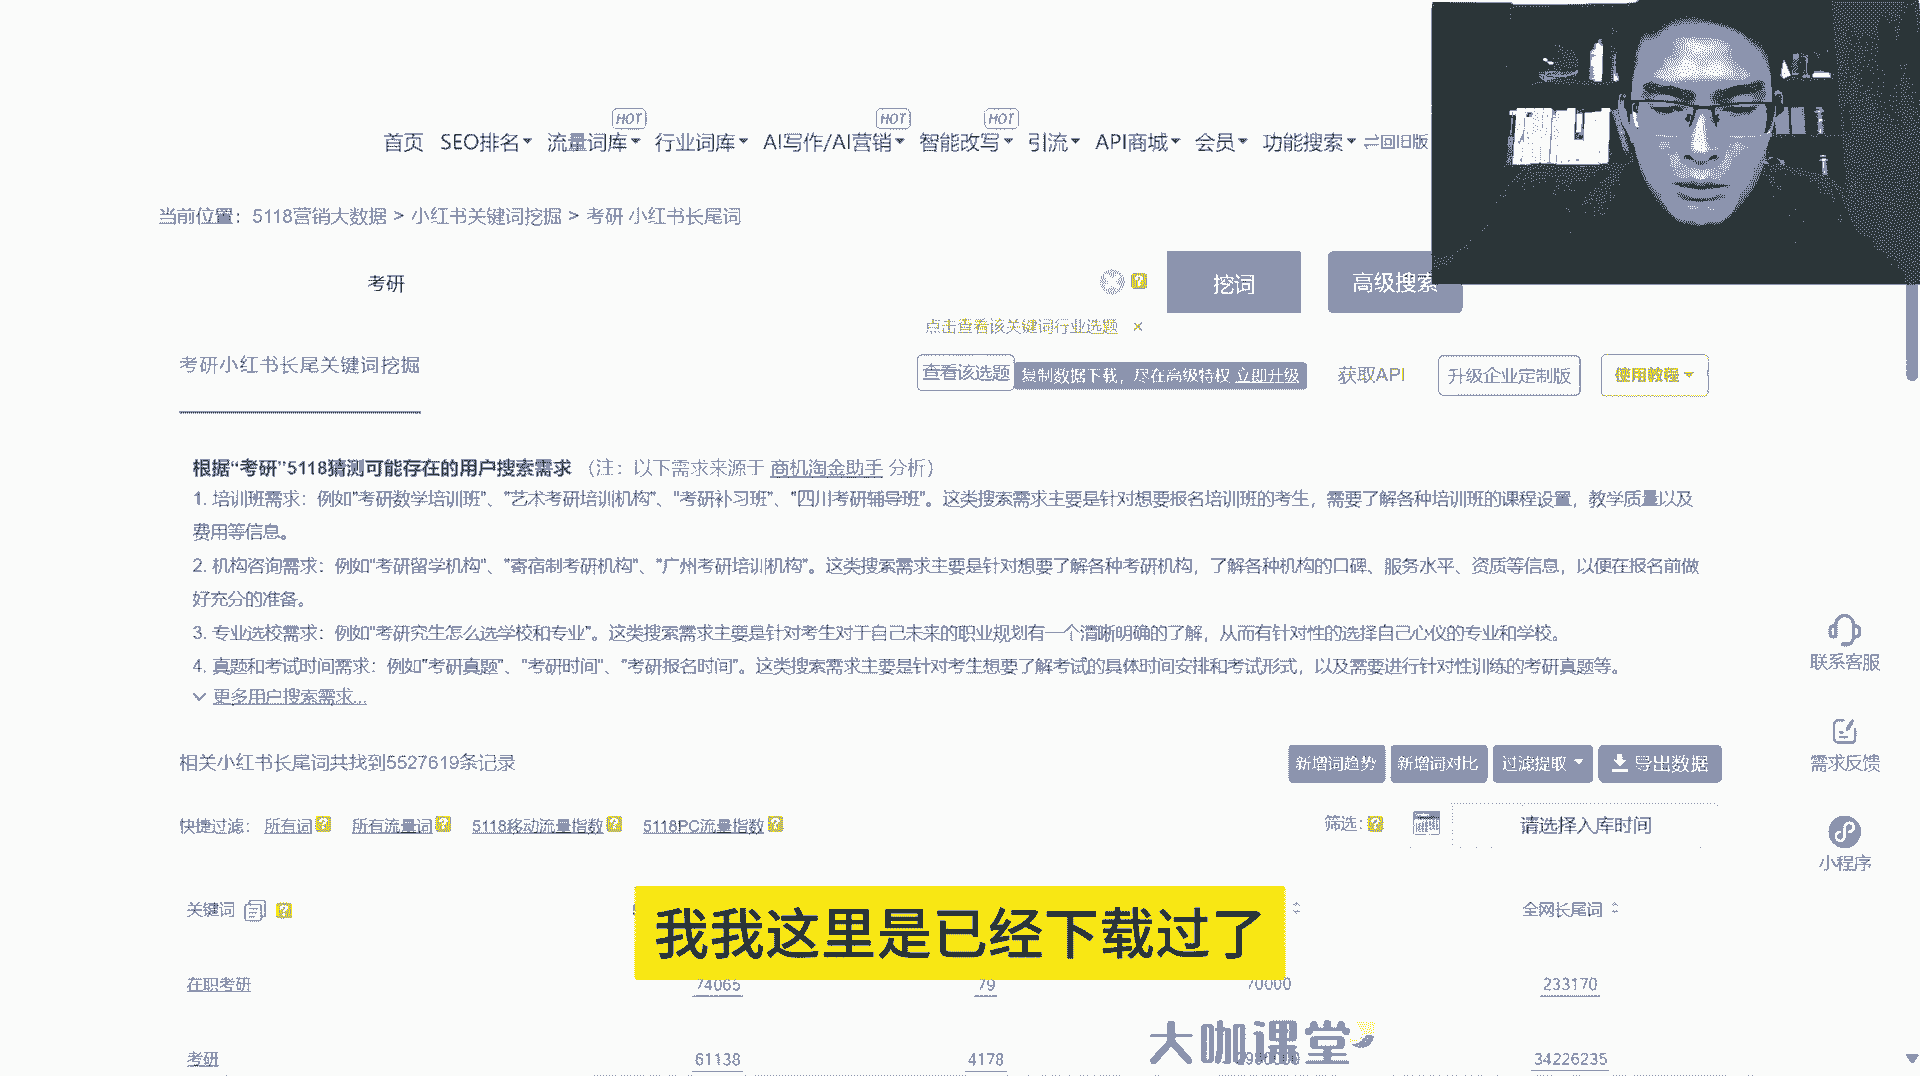 HOT HOT HOT
首页 SEO排名 流量词库 行业词库 AI写作/AI营销 智能改写 引流 API商城 会员 功能搜索 回旧版
当前位置: 5118营销大数据 > 小红书关键词挖掘 > 考研 小红书长尾词
考研
挖词
高级搜索
点击查看该关键词行业选题 ×
考研小红书长尾关键词挖掘
查看该选题
复制数据下载，尽在高级特权 立即升级
获取API
升级企业定制版
使用教程
根据“考研”5118猜测可能存在的用户搜索需求 （注：以下需求来源于 商机淘金助手 分析）
1. 培训班需求：例如"考研数学培训班"、"艺术考研培训机构"、"考研补习班"、"四川考研辅导班"。这类搜索需求主要是针对想要报名培训班的考生，需要了解各种培训班的课程设置，教学质量以及
费用等信息。
2. 机构咨询需求：例如"考研留学机构"、"寄宿制考研机构"、"广州考研培训机构"。这类搜索需求主要是针对想要了解各种考研机构，了解各种机构的口碑、服务水平、资质等信息，以便在报名前做
好充分的准备。
3. 专业选校需求：例如"考研究生怎么选学校和专业"。这类搜索需求主要是针对考生对于自己未来的职业规划有一个清晰明确的了解，从而有针对性的选择自己心仪的专业和学校。
4. 真题和考试时间需求：例如"考研真题"、"考研时间"、"考研报名时间"。这类搜索需求主要是针对考生想要了解考试的具体时间安排和考试形式，以及需要进行针对性训练的考研真题等。
更多用户搜索需求...
联系客服
需求反馈
小程序
相关小红书长尾词共找到5527619条记录
新增词趋势 新增词对比 过滤提取 导出数据
快捷过滤: 所有词 所有流量词 5118移动流量指数 5118PC流量指数
筛选: 请选择入库时间
关键词 全网长尾词
我我这里是已经下载过了
在职考研 74065 79 70000 233170
大咖课堂
考研 61138 4178 34226235